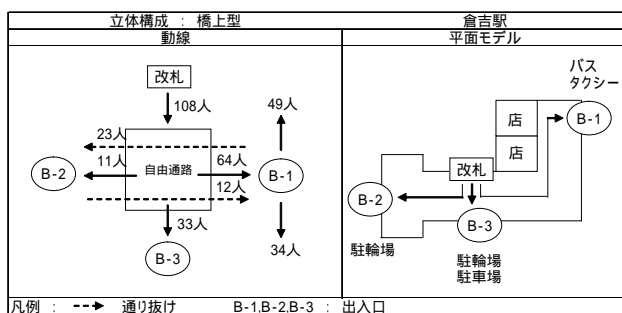 立体構成 : 橋上型
倉吉駅
動線
平面モデル
改札
108人
49人
23人
11人
自由通路
64人
12人
B-2
B-1
33人
34人
B-3
バス
タクシー
店
B-1
店
改札
B-2
B-3
駐輪場
駐輪場
駐車場
凡例 : 通り抜け B-1,B-2,B-3 : 出入口